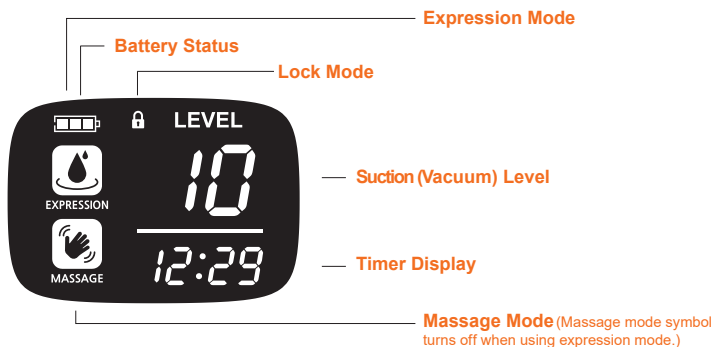 Expression Mode
Battery Status
Lock Mode
LEVEL
10
EXPRESSION
Suction (Vacuum) Level
12:29
MASSAGE
Timer Display
Massage Mode (Massage mode symbol
turns off when using expression mode.)